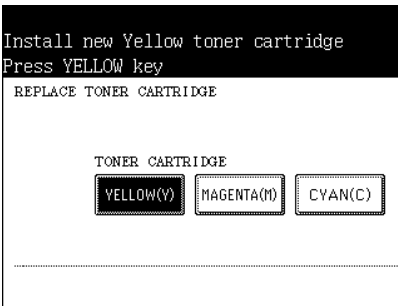 Install new Yellow toner cartridge
Press YELLOW key
REPLACE TONER CARTRIDGE
TONER CARTRIDGE
YELLOW(Y) MAGENTA(M) CYAN(C)